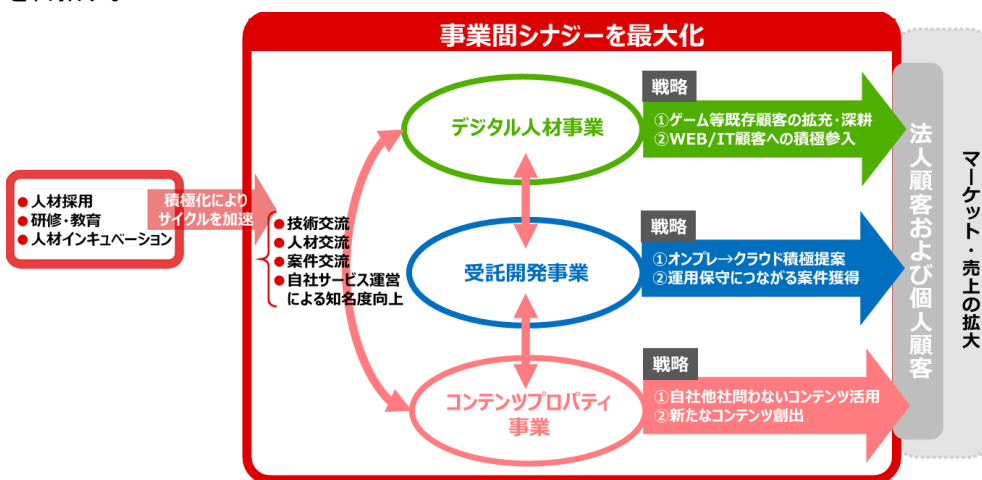 事業間シナジーを最大化
● 人材採用
● 研修・教育
● 人材インキュベーション
積極化により
サイクルを加速
● 技術交流
● 人材交流
● 案件交流
● 自社サービス運営
による知名度向上
デジタル人材事業
戦略
①ゲーム等既存顧客の拡充・深耕
②WEB/IT顧客への積極参入
受託開発事業
戦略
①オンプレ→クラウド積極提案
②運用保守につながる案件獲得
コンテンツプロパティ
事業
戦略
①自社他社問わないコンテンツ活用
②新たなコンテンツ創出
法人顧客および個人顧客
マーケット・売上の拡大